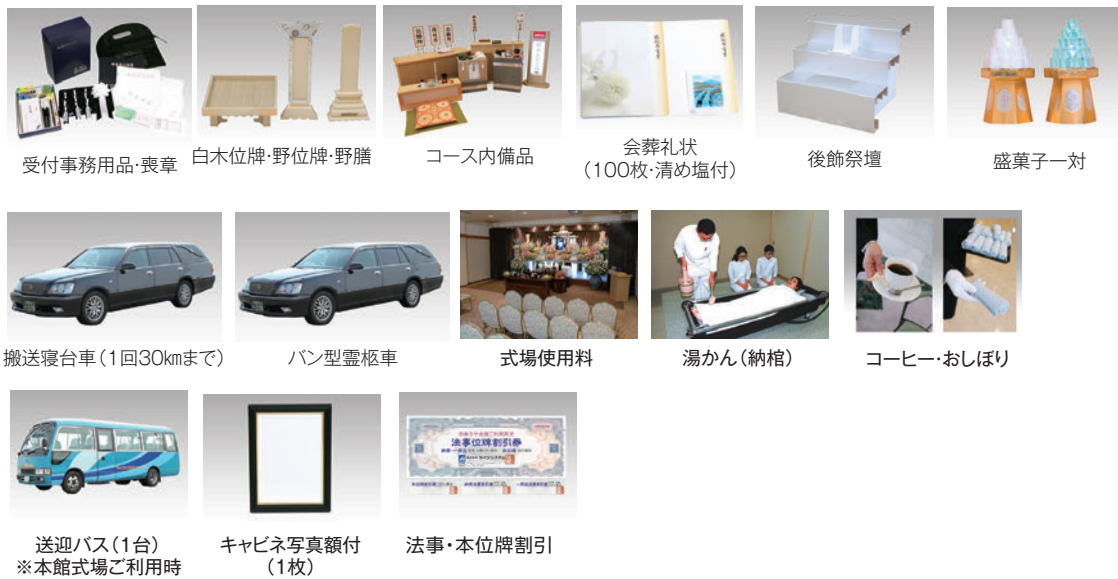 受付事務用品・喪章
白木位牌・野位牌・野膳
コース内備品
会葬礼状
(100枚・清め塩付)
後飾祭壇
盛菓子一対
搬送寝台車(1回30kmまで)
バン型霊柩車
式場使用料
湯かん(納棺)
コーヒー・おしぼり
法事位牌割引券
送迎バス(1台)
※本館式場ご利用時
キャビネ写真額付
(1枚)
法事・本位牌割引